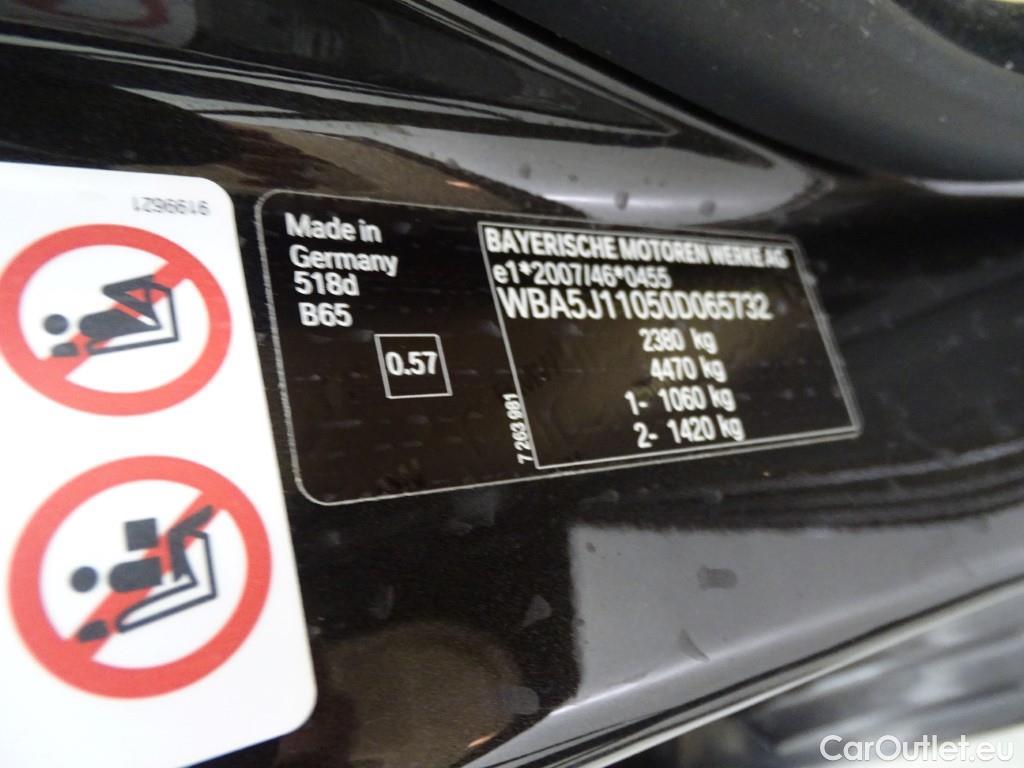 9199621
Made in
Germany
518d
B65
0.57
BAYERISCHE MOTOREN WERKE AG
e1*2007/46*0455
WBA5J11050D065732
2380 kg
4470 kg
1- 1060 kg
2- 1420 kg
7 263 981
CarOutlet.eu